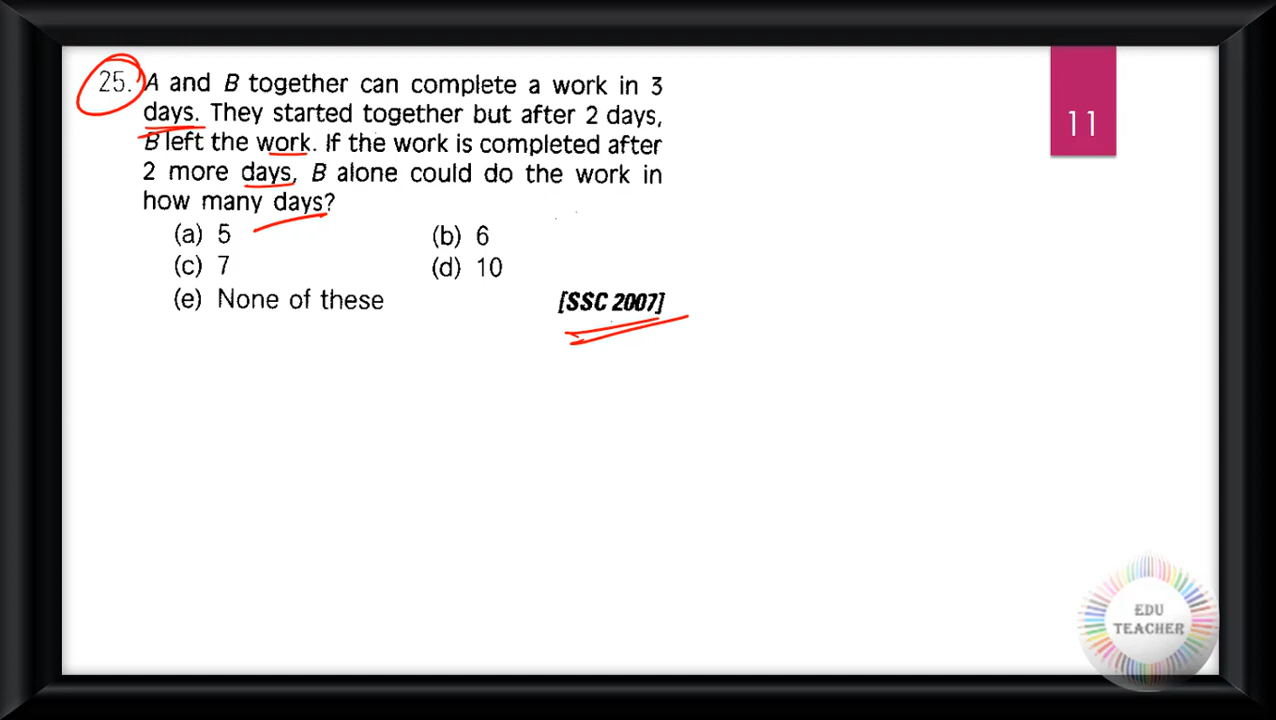 25. A and B together can complete a work in 3
days. They started together but after 2 days,
B left the work. If the work is completed after
2 more days, B alone could do the work in
how many days?
(a) 5 (b) 6
(c) 7 (d) 10
(e) None of these [SSC 2007]
11
EDU
TEACHER